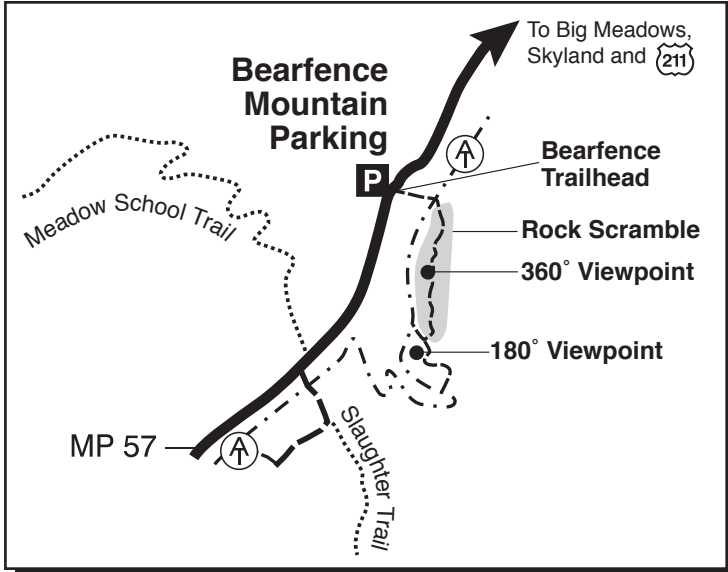 To Big Meadows,
Skyland and 211
Bearfence
Mountain
Parking
P
A
Bearfence
Trailhead
Rock Scramble
360˚ Viewpoint
180˚ Viewpoint
Meadow School Trail
MP 57
A
Slaughter Trail